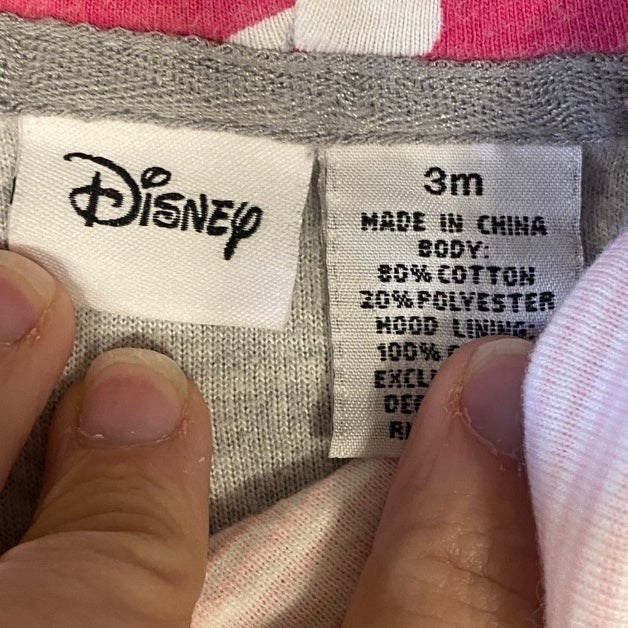 Disney
3m
MADE IN CHINA
BODY:
80% COTTON
20% POLYESTER
HOOD LINING:
100%